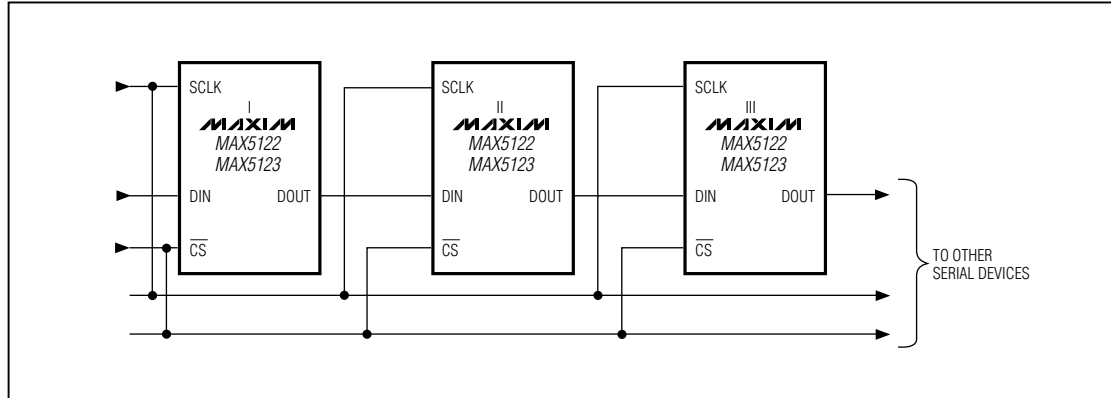 SCLK
I
MAXIM
MAX5122
MAX5123
DIN DOUT
CS
SCLK
II
MAXIM
MAX5122
MAX5123
DIN DOUT
CS
SCLK
III
MAXIM
MAX5122
MAX5123
DIN DOUT
CS
TO OTHER
SERIAL DEVICES